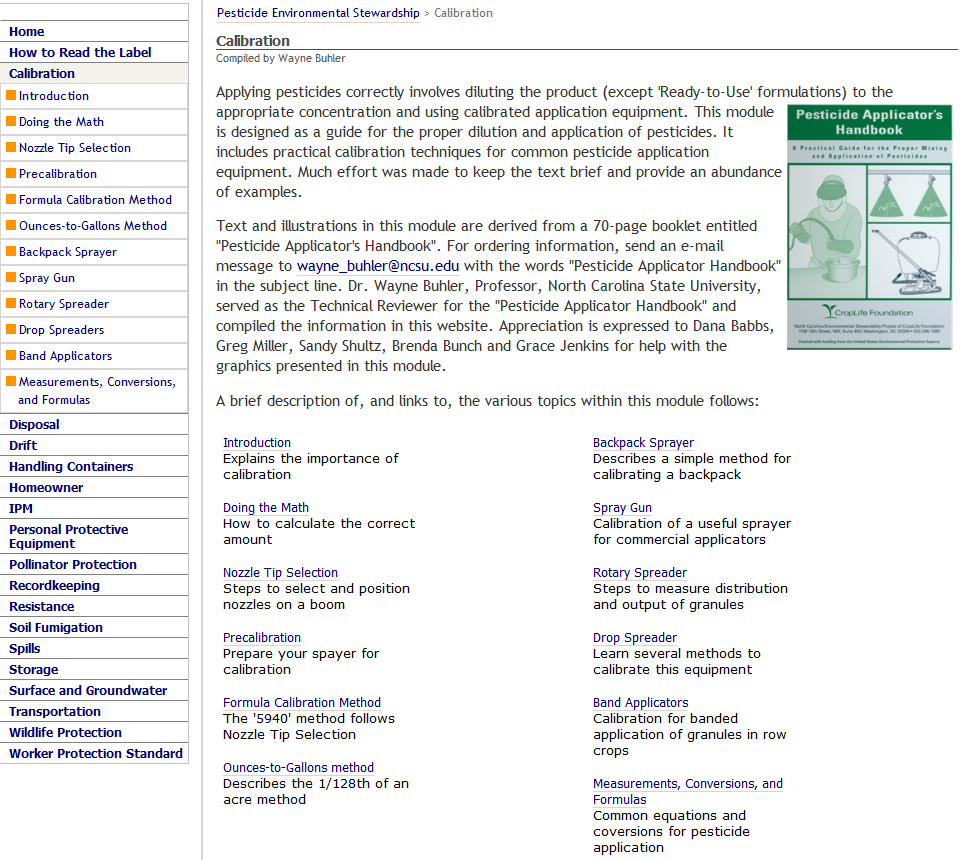 Pesticide Environmental Stewardship > Calibration
Home
How to Read the Label
Calibration
Introduction
Doing the Math
Nozzle Tip Selection
Precalibration
Formula Calibration Method
Ounces-to-Gallons Method
Backpack Sprayer
Spray Gun
Rotary Spreader
Drop Spreaders
Band Applicators
Measurements, Conversions,
and Formulas
Disposal
Drift
Handling Containers
Homeowner
IPM
Personal Protective
Equipment
Pollinator Protection
Recordkeeping
Resistance
Soil Fumigation
Spills
Storage
Surface and Groundwater
Transportation
Wildlife Protection
Worker Protection Standard
Calibration
Compiled by Wayne Buhler
Applying pesticides correctly involves diluting the product (except 'Ready-to-Use' formulations) to the
appropriate concentration and using calibrated application equipment. This module
is designed as a guide for the proper dilution and application of pesticides. It
includes practical calibration techniques for common pesticide application
equipment. Much effort was made to keep the text brief and provide an abundance
of examples.
Text and illustrations in this module are derived from a 70-page booklet entitled
"Pesticide Applicator's Handbook". For ordering information, send an e-mail
message to wayne_buhler@ncsu.edu with the words "Pesticide Applicator Handbook"
in the subject line. Dr. Wayne Buhler, Professor, North Carolina State University,
served as the Technical Reviewer for the "Pesticide Applicator Handbook" and
compiled the information in this website. Appreciation is expressed to Dana Babbs,
Greg Miller, Sandy Shultz, Brenda Bunch and Grace Jenkins for help with the
graphics presented in this module.
Pesticide Applicator's
Handbook
A Practical Guide for the Proper Mixing
and Application of Pesticides
CropLife Foundation
North Carolina Environmental Stewardship Project of CropLife Foundation
Created with funding from the United States Environmental Protection Agency
A brief description of, and links to, the various topics within this module follows:
Introduction
Explains the importance of
calibration
Doing the Math
How to calculate the correct
amount
Nozzle Tip Selection
Steps to select and position
nozzles on a boom
Precalibration
Prepare your spayer for
calibration
Formula Calibration Method
The '5940' method follows
Nozzle Tip Selection
Ounces-to-Gallons method
Describes the 1/128th of an
acre method
Backpack Sprayer
Describes a simple method for
calibrating a backpack
Spray Gun
Calibration of a useful sprayer
for commercial applicators
Rotary Spreader
Steps to measure distribution
and output of granules
Drop Spreader
Learn several methods to
calibrate this equipment
Band Applicators
Calibration for banded
application of granules in row
crops
Measurements, Conversions, and
Formulas
Common equations and
coversions for pesticide
application